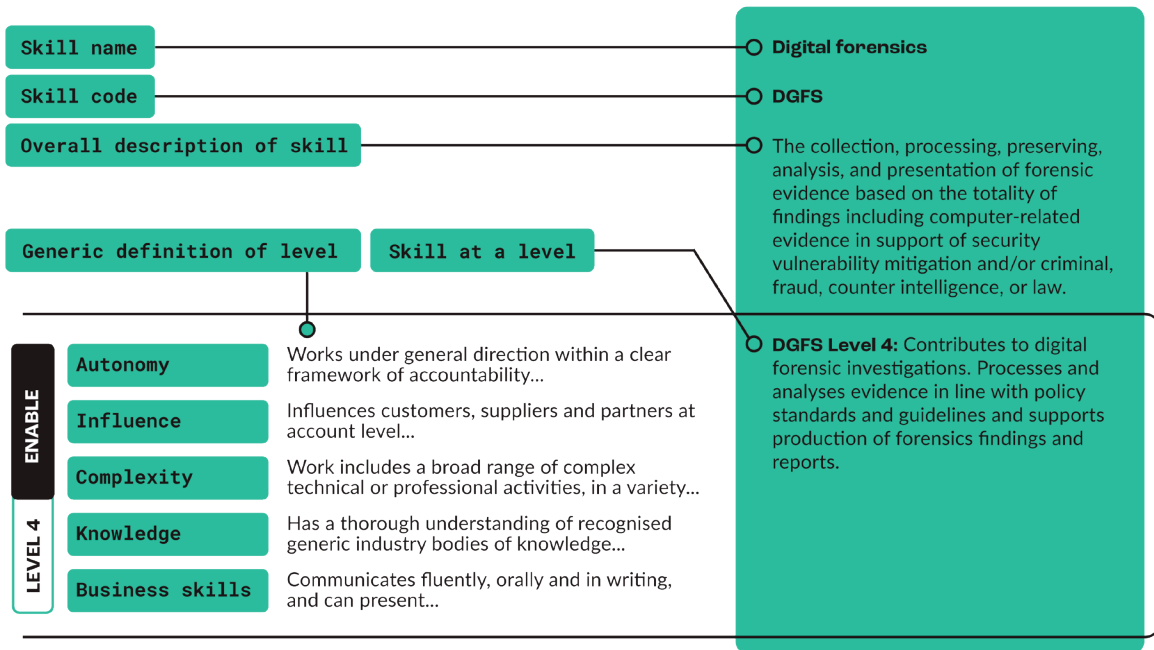 Skill name
Digital forensics
Skill code
DGFS
Overall description of skill
The collection, processing, preserving,
analysis, and presentation of forensic
evidence based on the totality of
findings including computer-related
evidence in support of security
vulnerability mitigation and/or criminal,
fraud, counter intelligence, or law.
Generic definition of level
Skill at a level
ENABLE
LEVEL 4
Autonomy
Works under general direction within a clear
framework of accountability...
Influence
Influences customers, suppliers and partners at
account level...
Complexity
Work includes a broad range of complex
technical or professional activities, in a variety...
Knowledge
Has a thorough understanding of recognised
generic industry bodies of knowledge...
Business skills
Communicates fluently, orally and in writing,
and can present...
DGFS Level 4: Contributes to digital
forensic investigations. Processes and
analyses evidence in line with policy
standards and guidelines and supports
production of forensics findings and
reports.